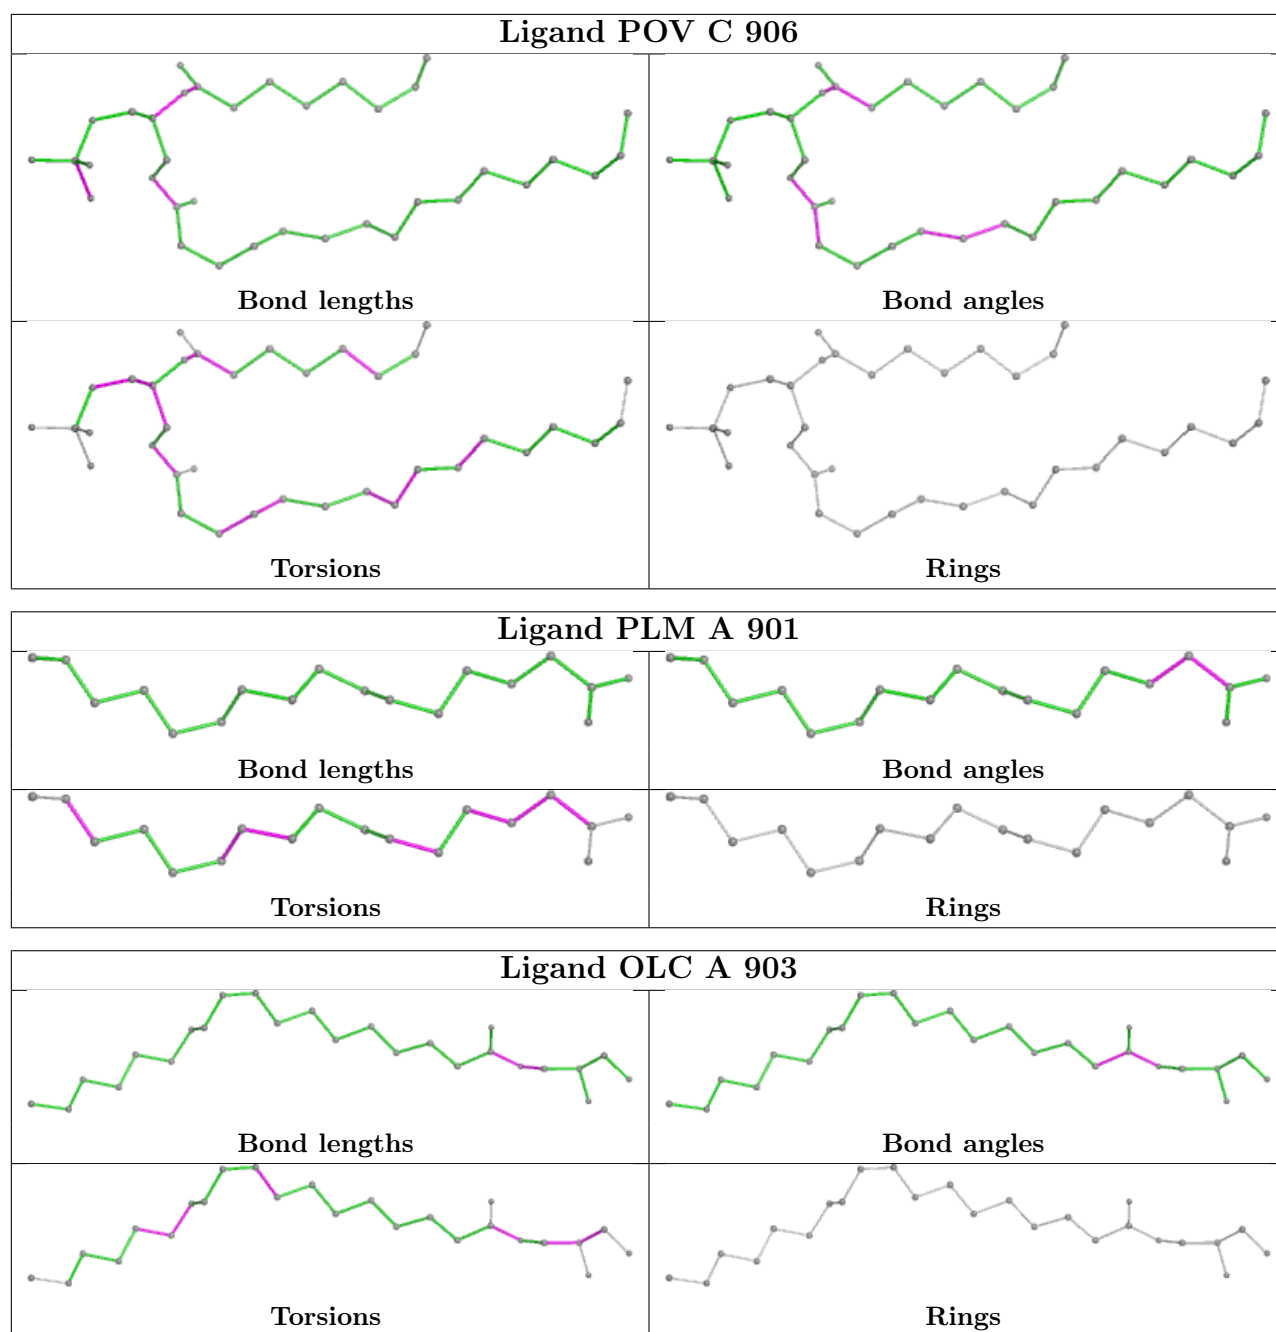 Ligand POV C 906
Bond lengths
Bond angles
Torsions
Rings
Ligand PLM A 901
Bond lengths
Bond angles
Torsions
Rings
Ligand OLC A 903
Bond lengths
Bond angles
Torsions
Rings